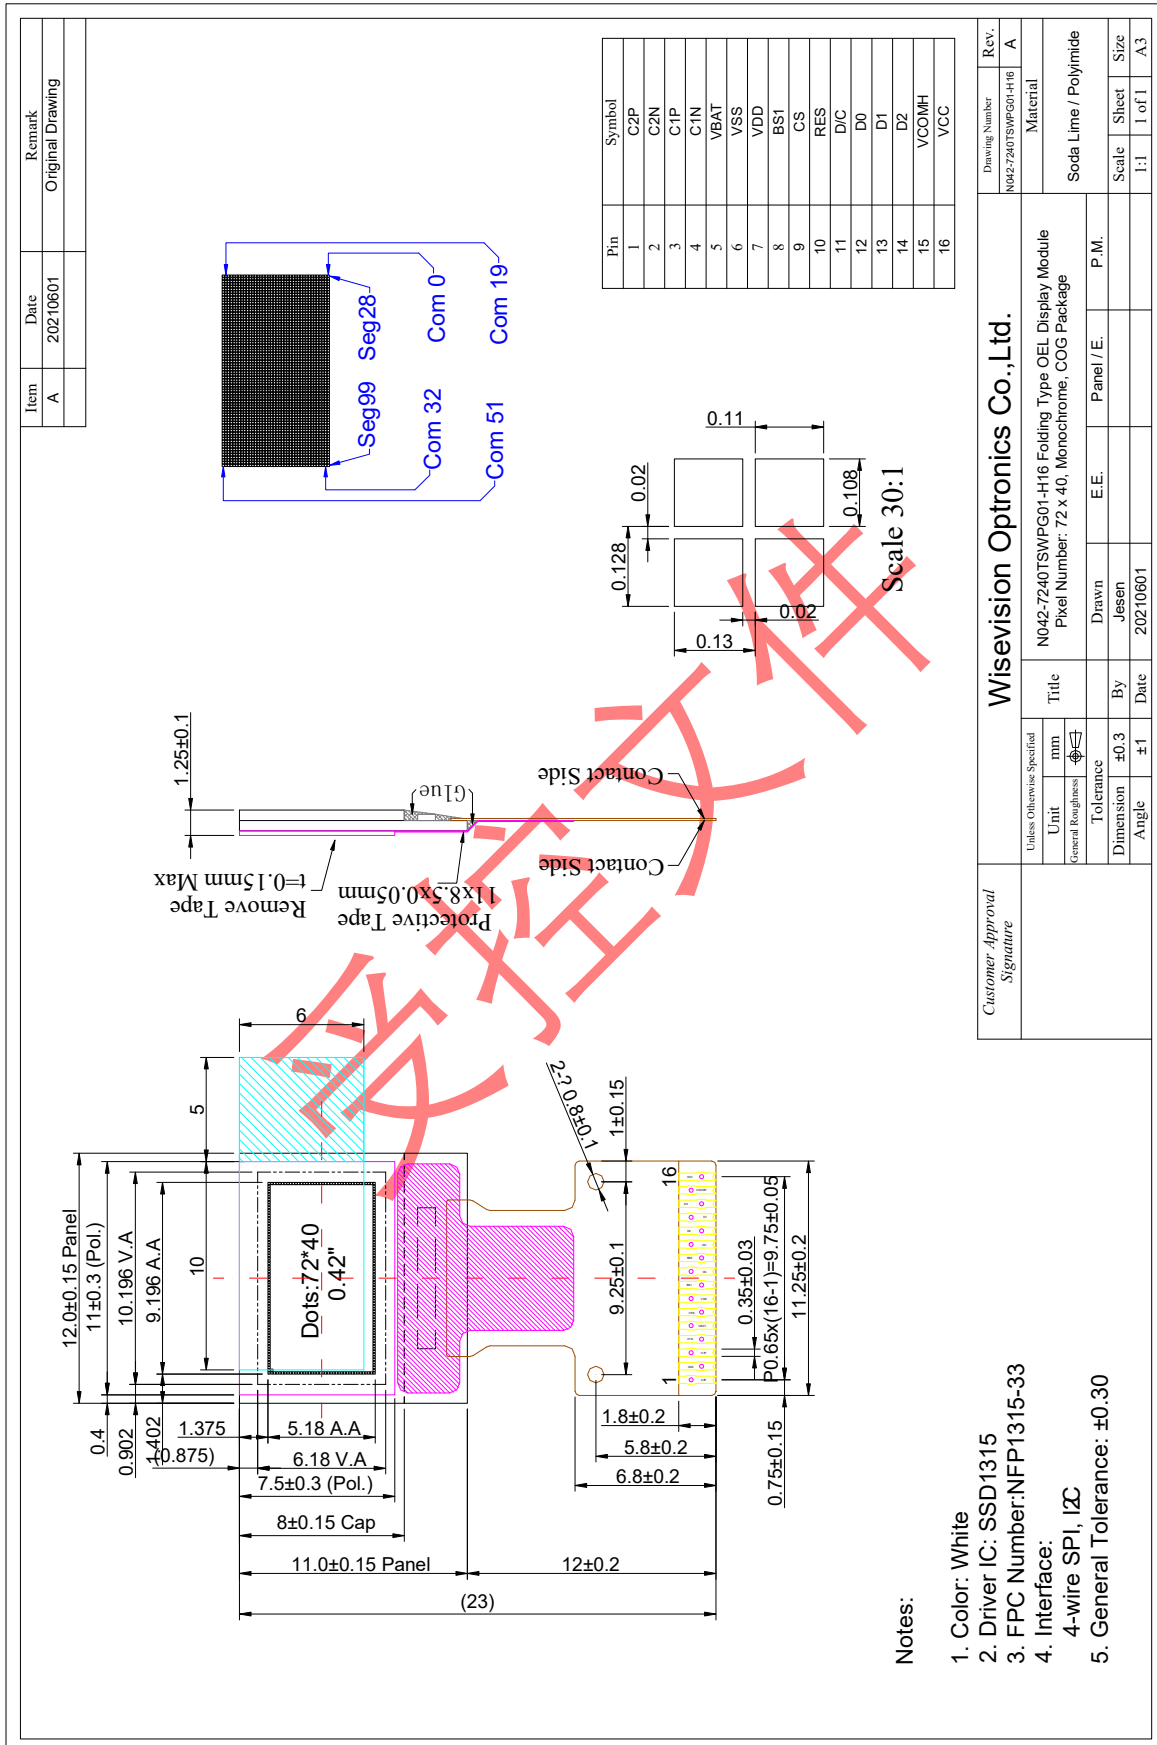 Item Date Remark
A 20210601 Original Drawing
12.0±0.15 Panel
11±0.3 (Pol.)
10.196 V.A
9.196 A.A
10
5
6
0.4
0.902
1.402
1.375
5.18 A.A
(0.875)
6.18 V.A
7.5±0.3 (Pol.)
8±0.15 Cap
11.0±0.15 Panel
12±0.2
(23)
Dots:72*40
0.42"
2-? 0.8±0.1
1±0.15
9.25±0.1
1
16
0.35±0.03
P0.65x(16-1)=9.75±0.05
11.25±0.2
1.8±0.2
5.8±0.2
6.8±0.2
0.75±0.15
1.25±0.1
Remove Tape
t=0.15mm Max
Protective Tape
11x8.5x0.05mm
Glue
Contact Side
Contact Side
Seg99 Seg28
Com 32 Com 0
Com 51 Com 19
0.128
0.02
0.11
0.13
0.02
0.108
Scale 30:1
Pin Symbol
1 C2P
2 C2N
3 C1P
4 C1N
5 VBAT
6 VSS
7 VDD
8 BS1
9 CS
10 RES
11 D/C
12 D0
13 D1
14 D2
15 VCOMH
16 VCC
受控文件
Notes:
1. Color: White
2. Driver IC: SSD1315
3. FPC Number:NFP1315-33
4. Interface:
4-wire SPI, I2C
5. General Tolerance: ±0.30
Customer Approval
Signature
Wisevision Optronics Co.,Ltd.
Drawing Number Rev.
N042-7240TSWPG01-H16 A
Unless Otherwise Specified
Unit mm
General Roughness
Tolerance
Dimension ±0.3
Angle ±1
Title
N042-7240TSWPG01-H16 Folding Type OEL Display Module
Pixel Number: 72 x 40, Monochrome, COG Package
Material
Soda Lime / Polyimide
Drawn E.E. Panel / E. P.M.
By Jesen
Date 20210601
Scale Sheet Size
1:1 1 of 1 A3